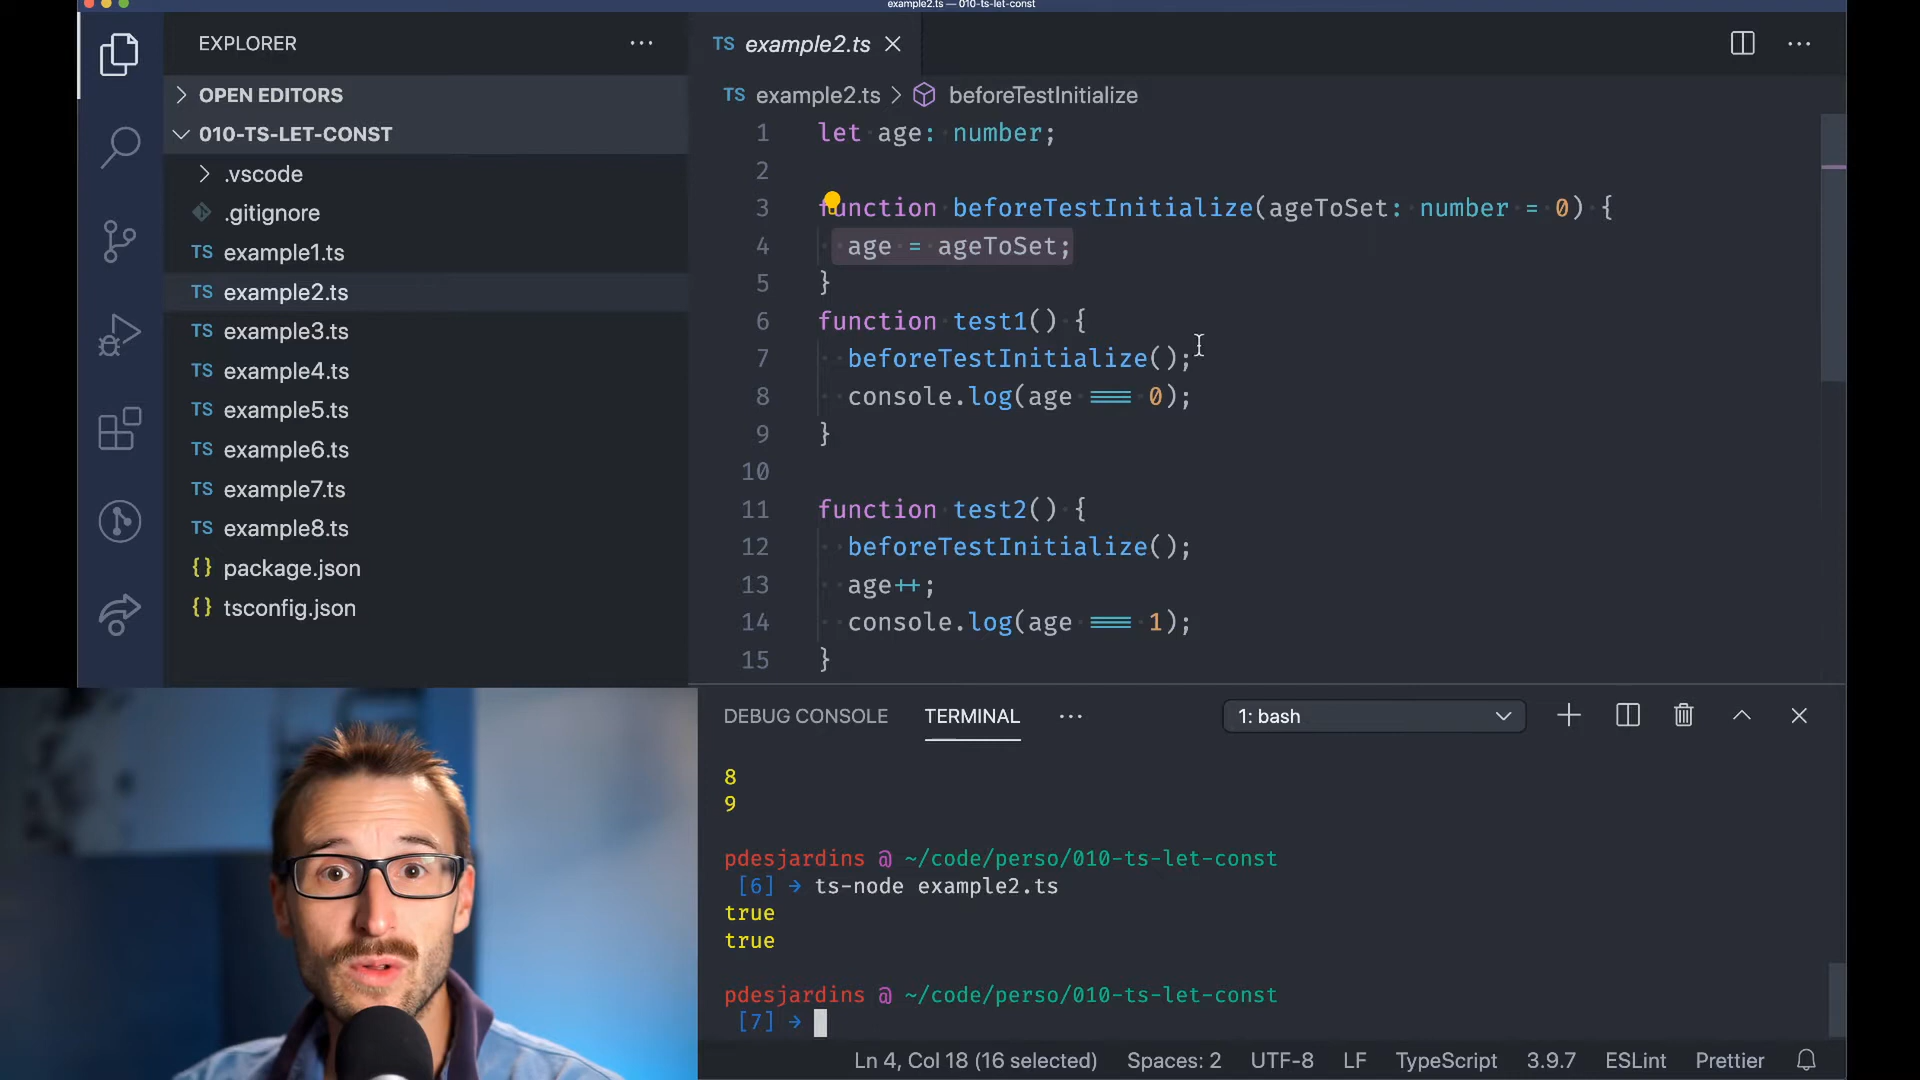 example2.ts — 010-ts-let-const
EXPLORER
OPEN EDITORS
010-TS-LET-CONST
.vscode
.gitignore
TS example1.ts
TS example2.ts
TS example3.ts
TS example4.ts
TS example5.ts
TS example6.ts
TS example7.ts
TS example8.ts
{} package.json
{} tsconfig.json
TS example2.ts
TS example2.ts > beforeTestInitialize
1 let age: number;
2
3 function beforeTestInitialize(ageToSet: number = 0) {
4 age = ageToSet;
5 }
6 function test1() {
7 beforeTestInitialize();
8 console.log(age === 0);
9 }
10
11 function test2() {
12 beforeTestInitialize();
13 age++;
14 console.log(age === 1);
15 }
DEBUG CONSOLE TERMINAL ··· 1: bash
8
9
pdesjardins @ ~/code/perso/010-ts-let-const
[6] → ts-node example2.ts
true
true
pdesjardins @ ~/code/perso/010-ts-let-const
[7] →
Ln 4, Col 18 (16 selected) Spaces: 2 UTF-8 LF TypeScript 3.9.7 ESLint Prettier